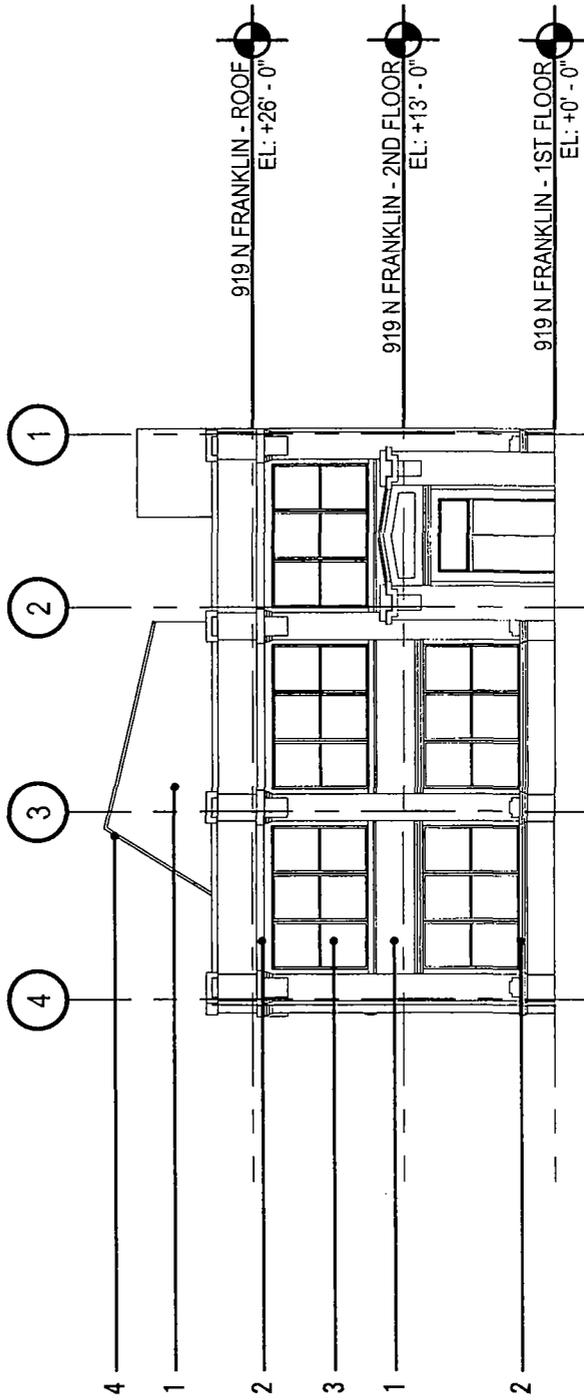 4
3
2
1
919 N FRANKLIN - ROOF
EL: +26' - 0"
919 N FRANKLIN - 2ND FLOOR
EL: +13' - 0"
919 N FRANKLIN - 1ST FLOOR
EL: +0' - 0"
4
1
2
3
1
2